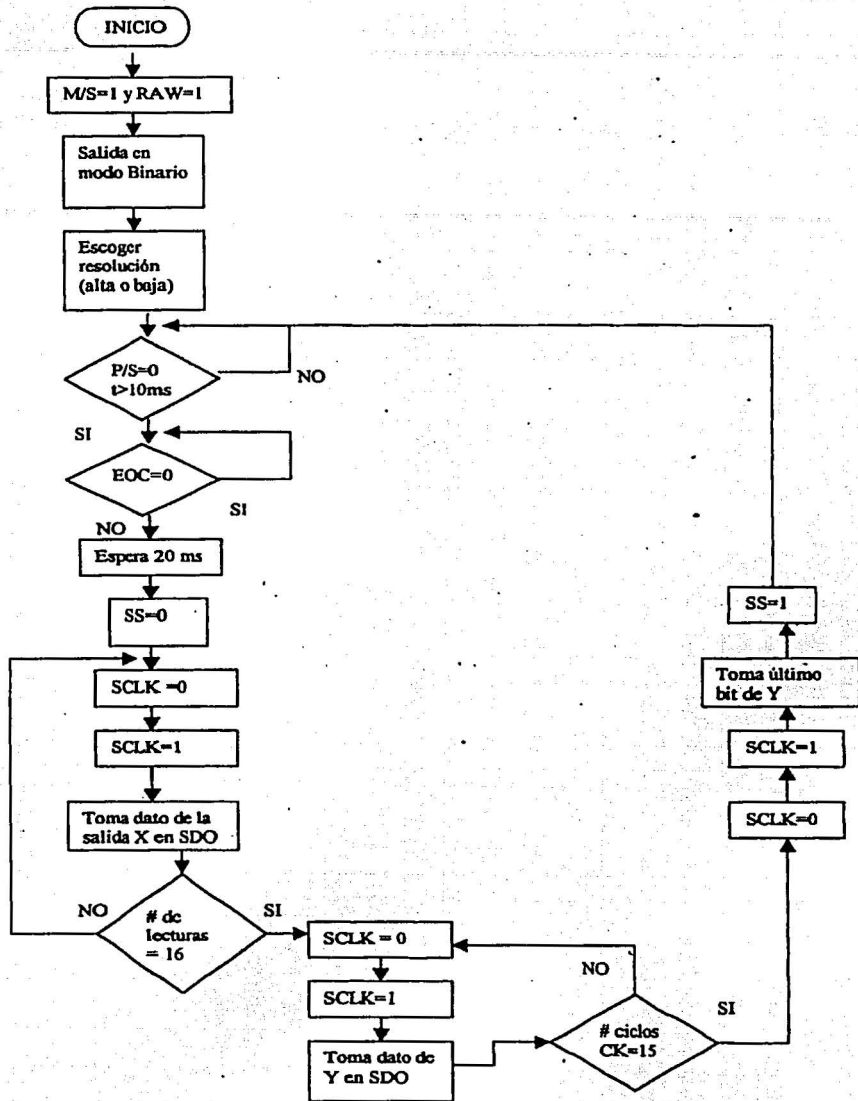 INICIO
M/S=1 y RAW=1
Salida en
modo Binario
Escoger
resolución
(alta o baja)
P/S=0
t>10ms
NO
SI
EOC=0
SI
NO
Espera 20 ms
SS=0
SCLK =0
SCLK=1
Toma dato de la
salida X en SDO
NO
# de
lecturas
= 16
SI
SCLK = 0
SCLK=1
Toma dato de
Y en SDO
NO
# ciclos
CK=15
SI
SCLK=0
SCLK=1
Toma último
bit de Y
SS=1